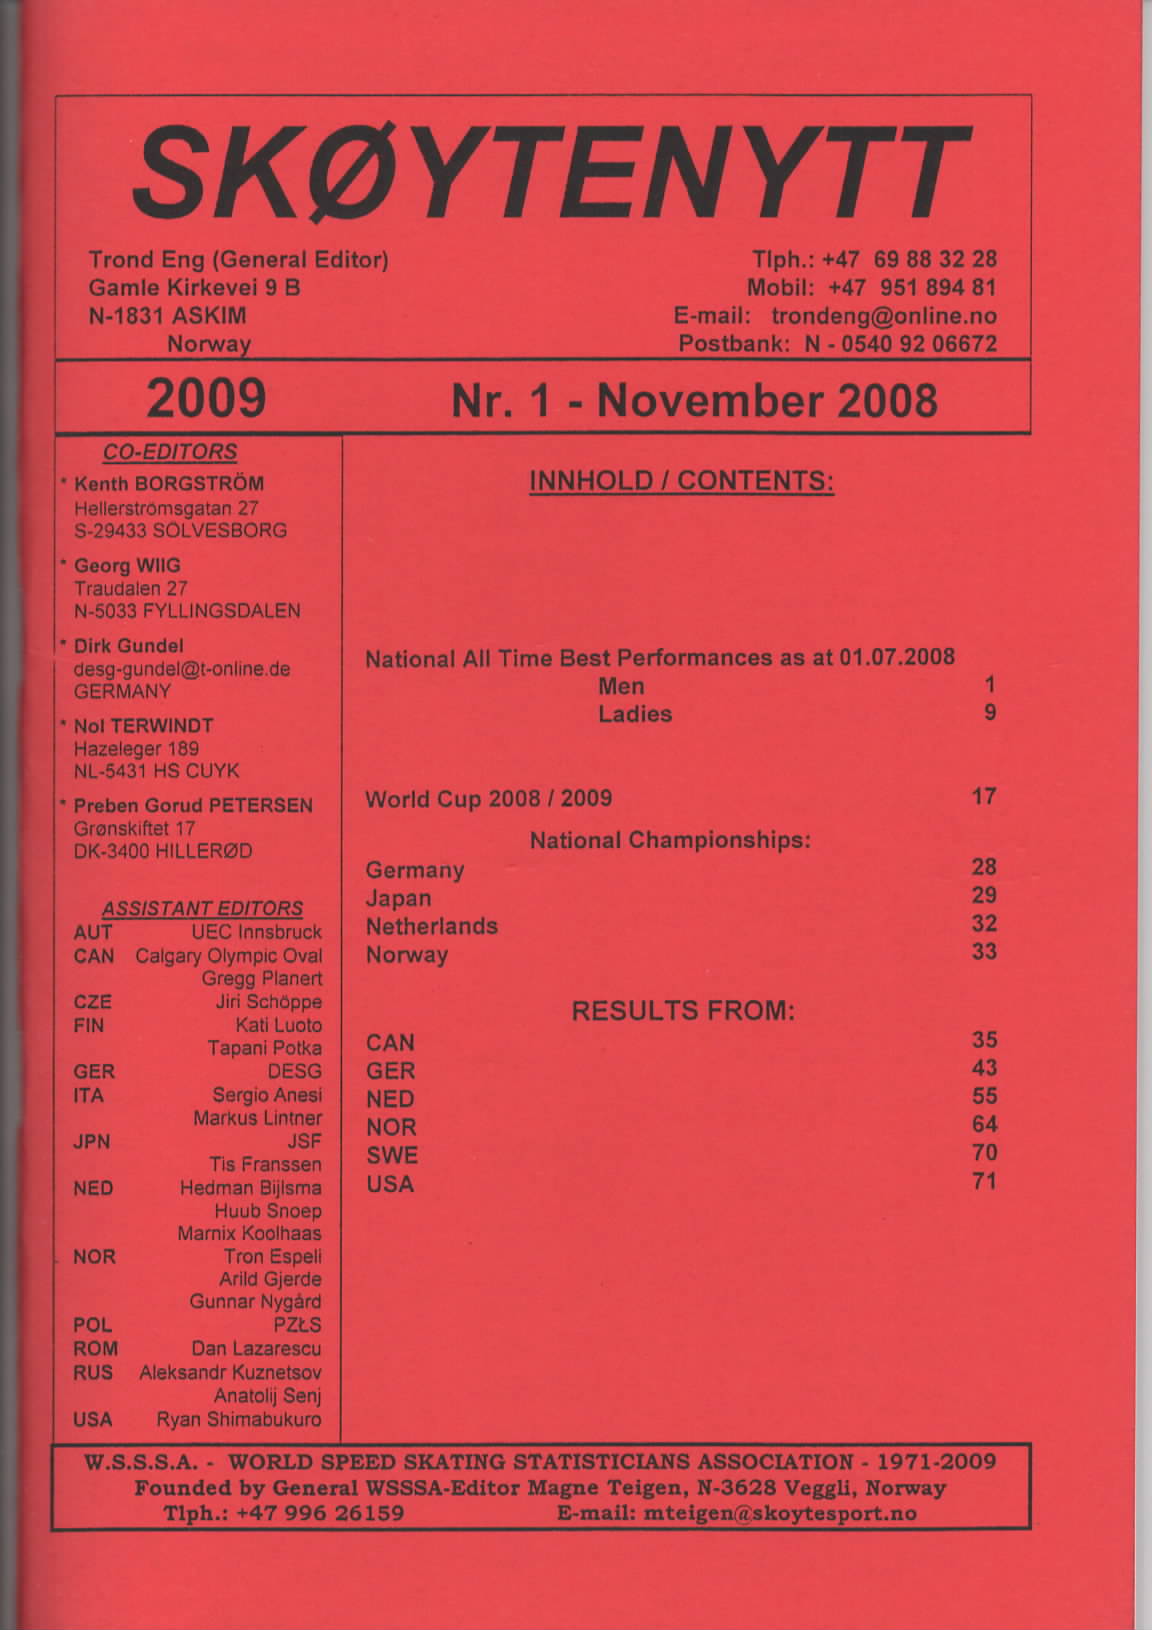 SKØYTENYTT
Trond Eng (General Editor)
Gamle Kirkevei 9 B
N-1831 ASKIM
Norway
Tlph.: +47 69 88 32 28
Mobil: +47 951 894 81
E-mail: trondeng@online.no
Postbank: N - 0540 92 06672
2009 Nr. 1 - November 2008
CO-EDITORS
* Kenth BORGSTRÖM
Hellerströmsgatan 27
S-29433 SÖLVESBORG
* Georg WIIG
Traudalen 27
N-5033 FYLLINGSDALEN
* Dirk Gundel
desg-gundel@t-online.de
GERMANY
* Nol TERWINDT
Hazeleger 189
NL-5431 HS CUYK
* Preben Gorud PETERSEN
Grønskiftet 17
DK-3400 HILLERØD
ASSISTANT EDITORS
AUT UEC Innsbruck
CAN Calgary Olympic Oval
Gregg Planert
CZE Jiri Schöppe
FIN Kati Luoto
Tapani Potka
GER DESG
ITA Sergio Anesi
Markus Lintner
JPN JSF
Tis Franssen
NED Hedman Bijlsma
Huub Snoep
Marnix Koolhaas
NOR Tron Espeli
Arild Gjerde
Gunnar Nygård
POL PZŁS
ROM Dan Lazarescu
RUS Aleksandr Kuznetsov
Anatolij Senj
USA Ryan Shimabukuro
INNHOLD / CONTENTS:
National All Time Best Performances as at 01.07.2008
Men 1
Ladies 9
World Cup 2008 / 2009 17
National Championships:
Germany 28
Japan 29
Netherlands 32
Norway 33
RESULTS FROM:
CAN 35
GER 43
NED 55
NOR 64
SWE 70
USA 71
W.S.S.S.A. - WORLD SPEED SKATING STATISTICIANS ASSOCIATION - 1971-2009
Founded by General WSSSA-Editor Magne Teigen, N-3628 Veggli, Norway
Tlph.: +47 996 26159 E-mail: mteigen@skoytesport.no